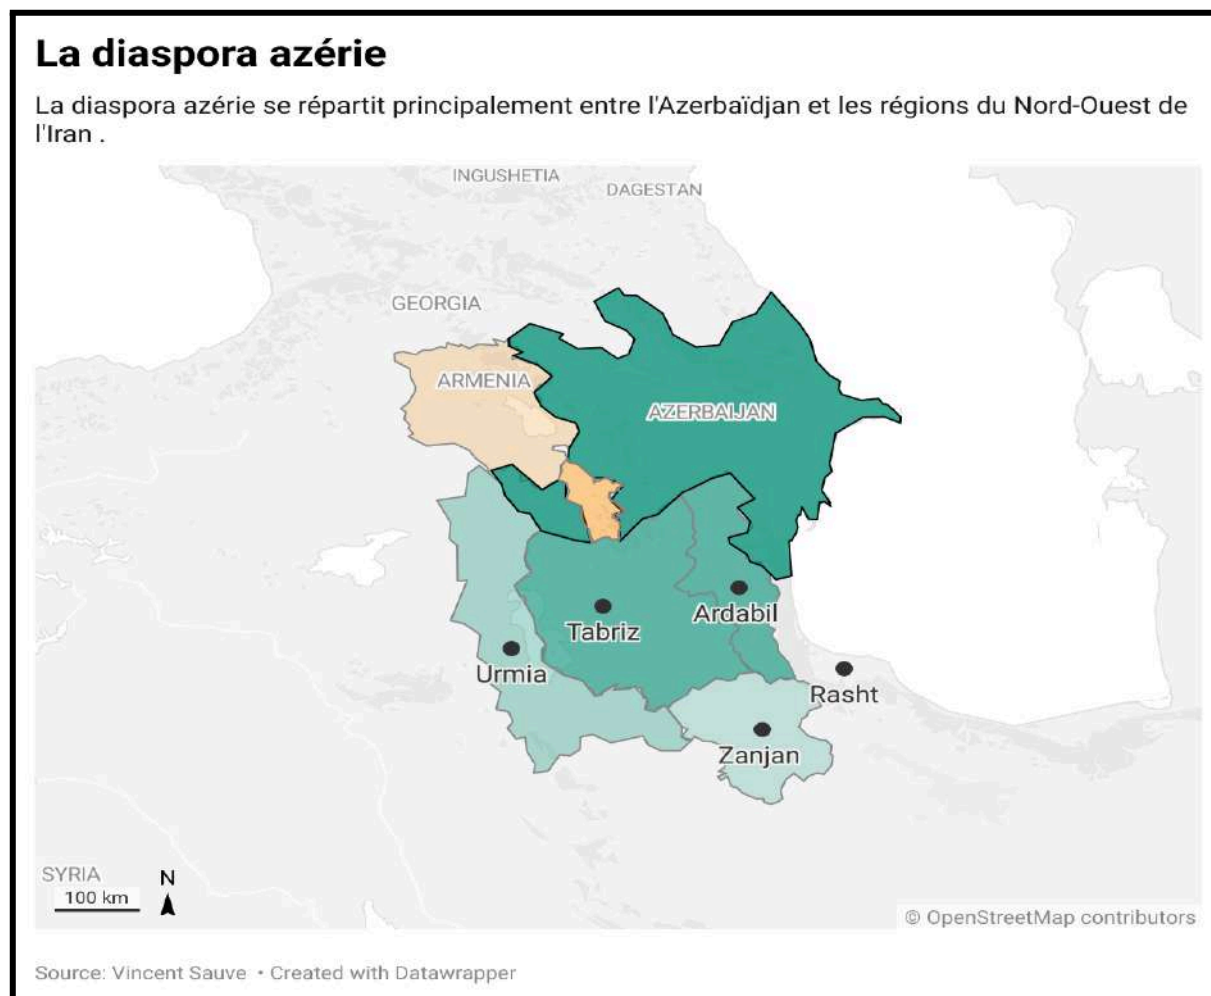 La diaspora azérie
La diaspora azérie se répartit principalement entre l'Azerbaïdjan et les régions du Nord-Ouest de
l'Iran .
INGUSHETIA
DAGESTAN
GEORGIA
ARMENIA
AZERBAIJAN
Ardabil
Tabriz
Urmia
Rasht
Zanjan
SYRIA
N
100 km
© OpenStreetMap contributors
Source: Vincent Sauve • Created with Datawrapper